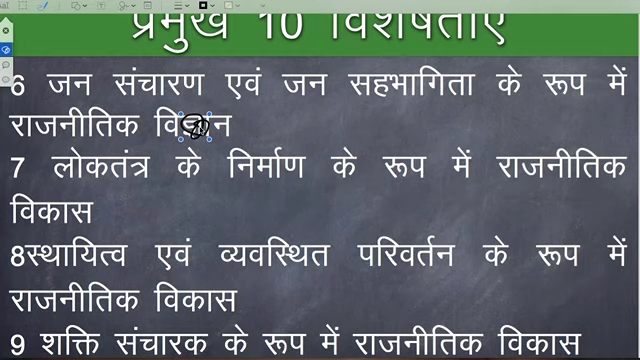 प्रमुख 10 विशेषताएं
6 जन संचारण एवं जन सहभागिता के रूप में
राजनीतिक
7 लोकतंत्र के निर्माण के रूप में राजनीतिक
विकास
8स्थायित्व एवं व्यवस्थित परिवर्तन के रूप में
राजनीतिक विकास
9 शक्ति संचारक के रूप में राजनीतिक विकास